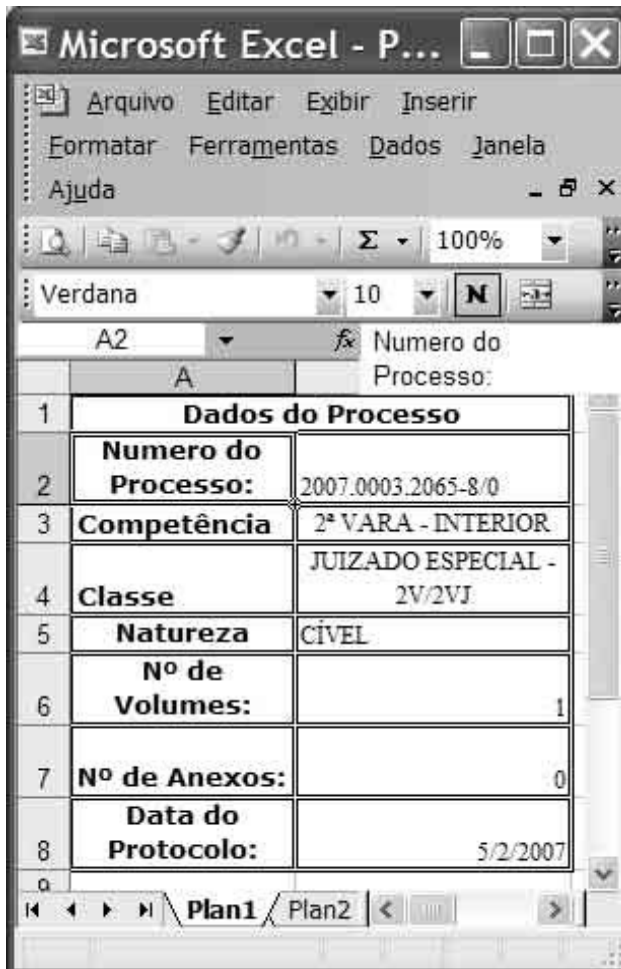 Microsoft Excel - P...
Arquivo Editar Exibir Inserir
Formatar Ferramentas Dados Janela
Ajuda
Σ 100%
Verdana 10 N
A2 fx Numero do
Processo:
A
1 Dados do Processo
Numero do
2 Processo: 2007.0003.2065-8/0
3 Competência 2ª VARA - INTERIOR
JUIZADO ESPECIAL -
4 Classe 2V/2VJ
5 Natureza CÍVEL
Nº de
6 Volumes: 1
7 Nº de Anexos: 0
Data do
8 Protocolo: 5/2/2007
9
Plan1 Plan2